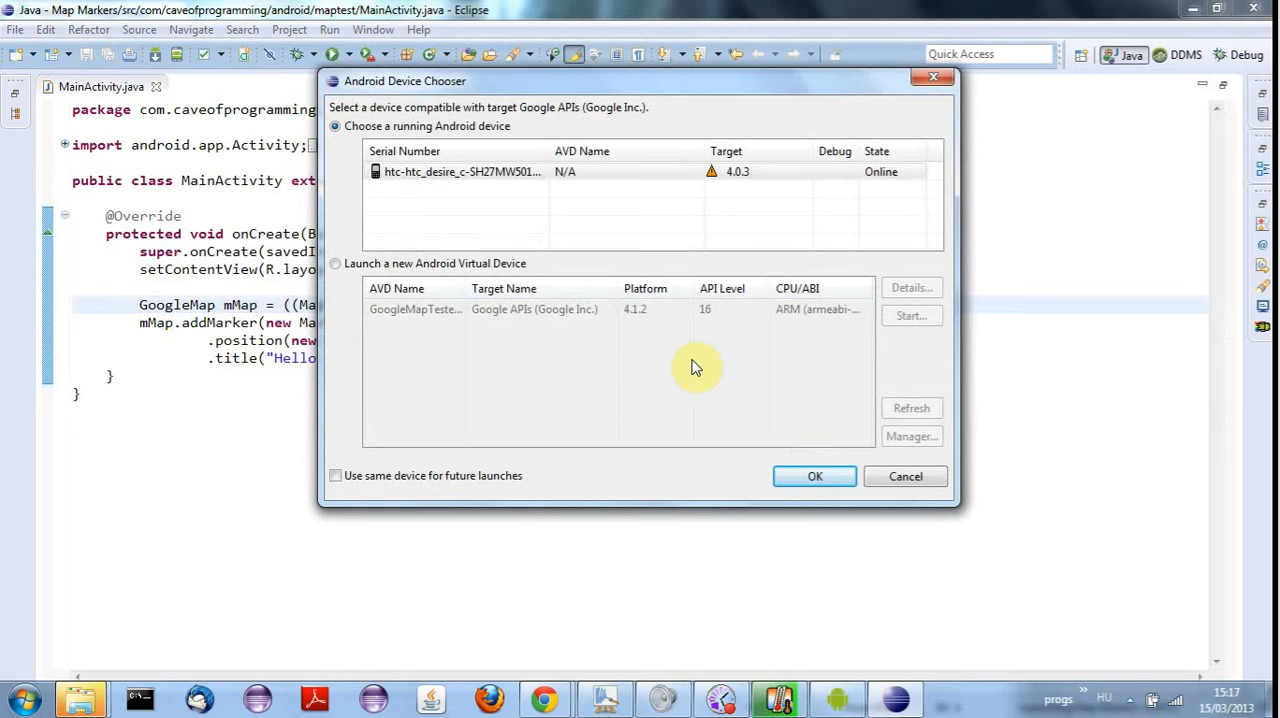 Java - Map Markers/src/com/caveofprogramming/android/maptest/MainActivity.java - Eclipse
File Edit Refactor Source Navigate Search Project Run Window Help
Quick Access Java DDMS Debug
MainActivity.java
package com.caveofprogramming
import android.app.Activity;
public class MainActivity ext
@Override
protected void onCreate(B
super.onCreate(savedI
setContentView(R.layo
GoogleMap mMap = ((Ma
mMap.addMarker(new Ma
.position(new
.title("Hello
}
}
Android Device Chooser
Select a device compatible with target Google APIs (Google Inc.).
Choose a running Android device
Serial Number AVD Name Target Debug State
htc-htc_desire_c-SH27MW501... N/A 4.0.3 Online
Launch a new Android Virtual Device
AVD Name Target Name Platform API Level CPU/ABI
GoogleMapTeste... Google APIs (Google Inc.) 4.1.2 16 ARM (armeabi-...
Details...
Start...
Refresh
Manager...
Use same device for future launches
OK Cancel
progs HU 15:17
15/03/2013